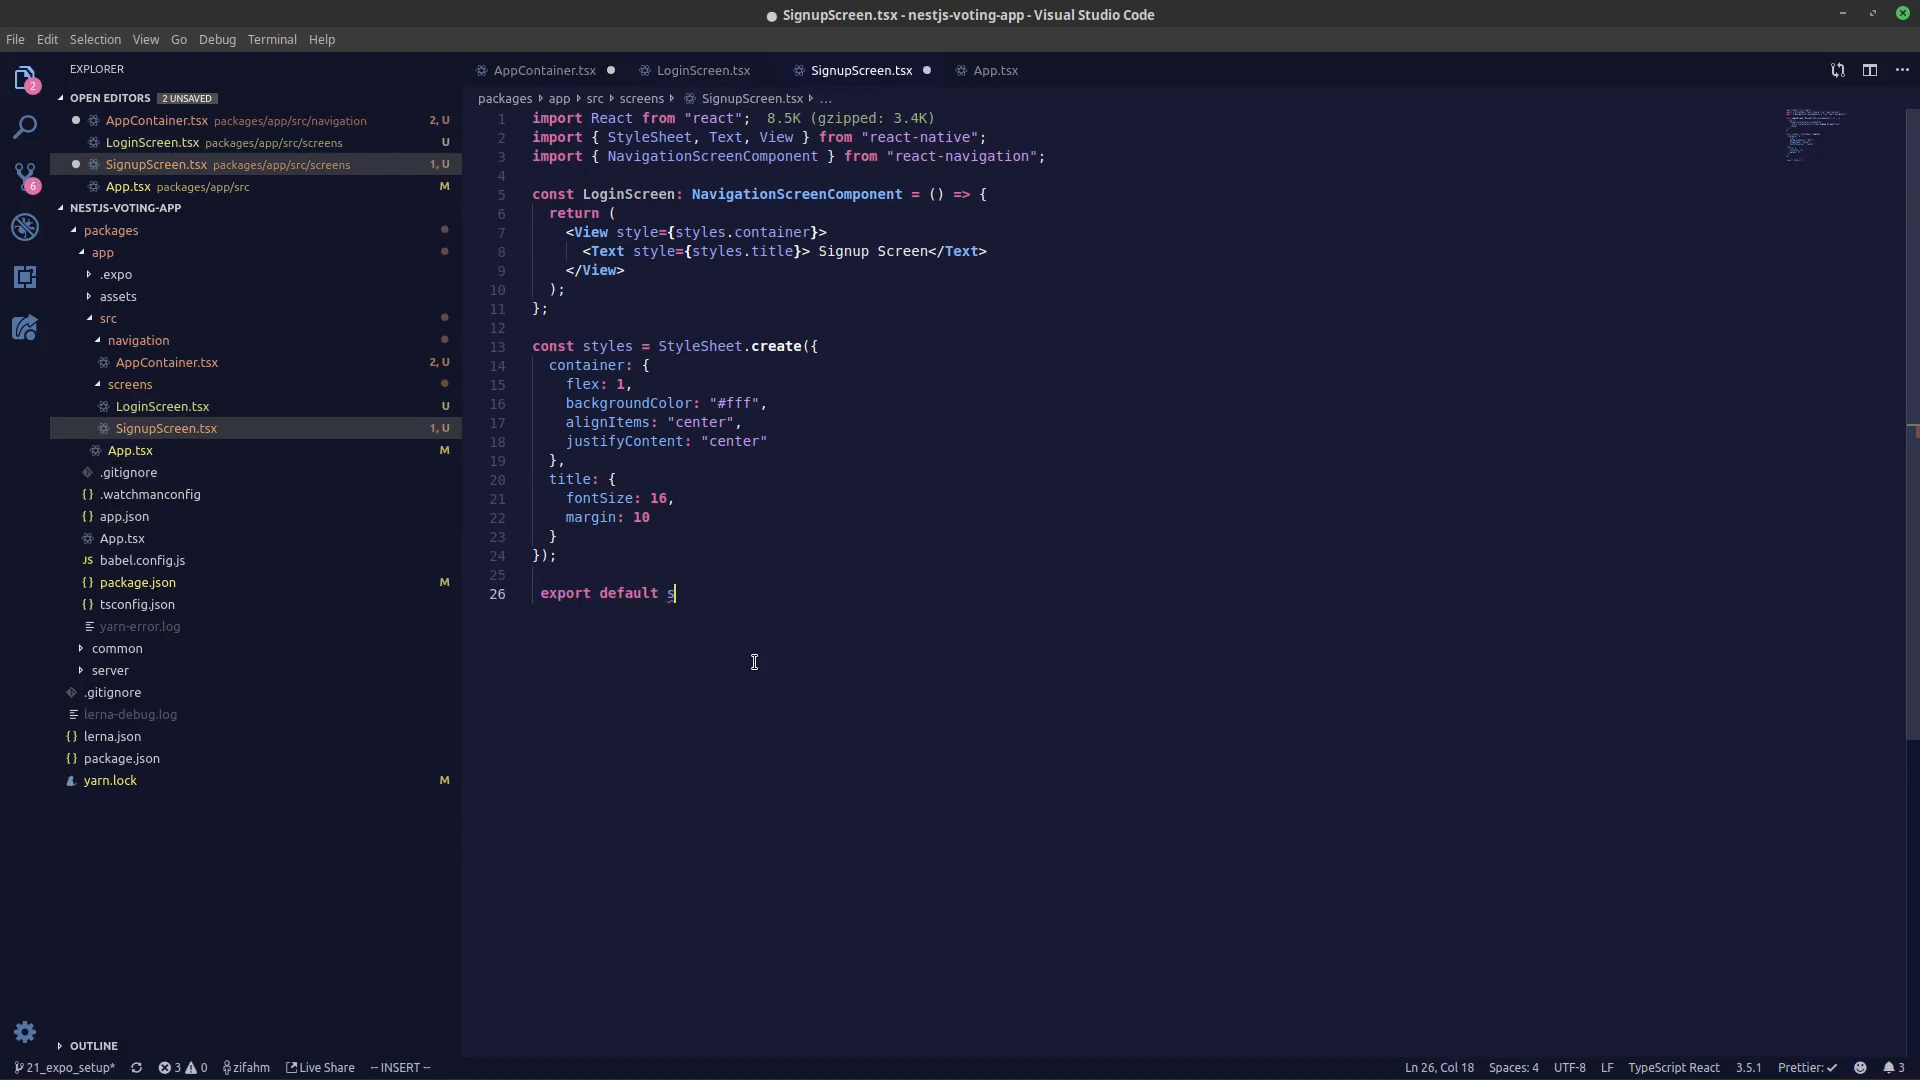 ● SignupScreen.tsx - nestjs-voting-app - Visual Studio Code
File Edit Selection View Go Debug Terminal Help
EXPLORER
OPEN EDITORS 2 UNSAVED
AppContainer.tsx packages/app/src/navigation 2, U
LoginScreen.tsx packages/app/src/screens U
SignupScreen.tsx packages/app/src/screens 1, U
App.tsx packages/app/src M
NESTJS-VOTING-APP
packages
app
.expo
assets
src
navigation
AppContainer.tsx 2, U
screens
LoginScreen.tsx U
SignupScreen.tsx 1, U
App.tsx M
.gitignore
.watchmanconfig
app.json
App.tsx
babel.config.js
package.json M
tsconfig.json
yarn-error.log
common
server
.gitignore
lerna-debug.log
lerna.json
package.json
yarn.lock M
OUTLINE
2
6
AppContainer.tsx LoginScreen.tsx SignupScreen.tsx App.tsx
packages app src screens SignupScreen.tsx ...
1 import React from "react"; 8.5K (gzipped: 3.4K)
2 import { StyleSheet, Text, View } from "react-native";
3 import { NavigationScreenComponent } from "react-navigation";
4
5 const LoginScreen: NavigationScreenComponent = () => {
6 return (
7 <View style={styles.container}>
8 <Text style={styles.title}> Signup Screen</Text>
9 </View>
10 );
11 };
12
13 const styles = StyleSheet.create({
14 container: {
15 flex: 1,
16 backgroundColor: "#fff",
17 alignItems: "center",
18 justifyContent: "center"
19 },
20 title: {
21 fontSize: 16,
22 margin: 10
23 }
24 });
25
26 export default s
21_expo_setup* 3 0 zifahm Live Share -- INSERT -- Ln 26, Col 18 Spaces: 4 UTF-8 LF TypeScript React 3.5.1 Prettier: ✓ 3